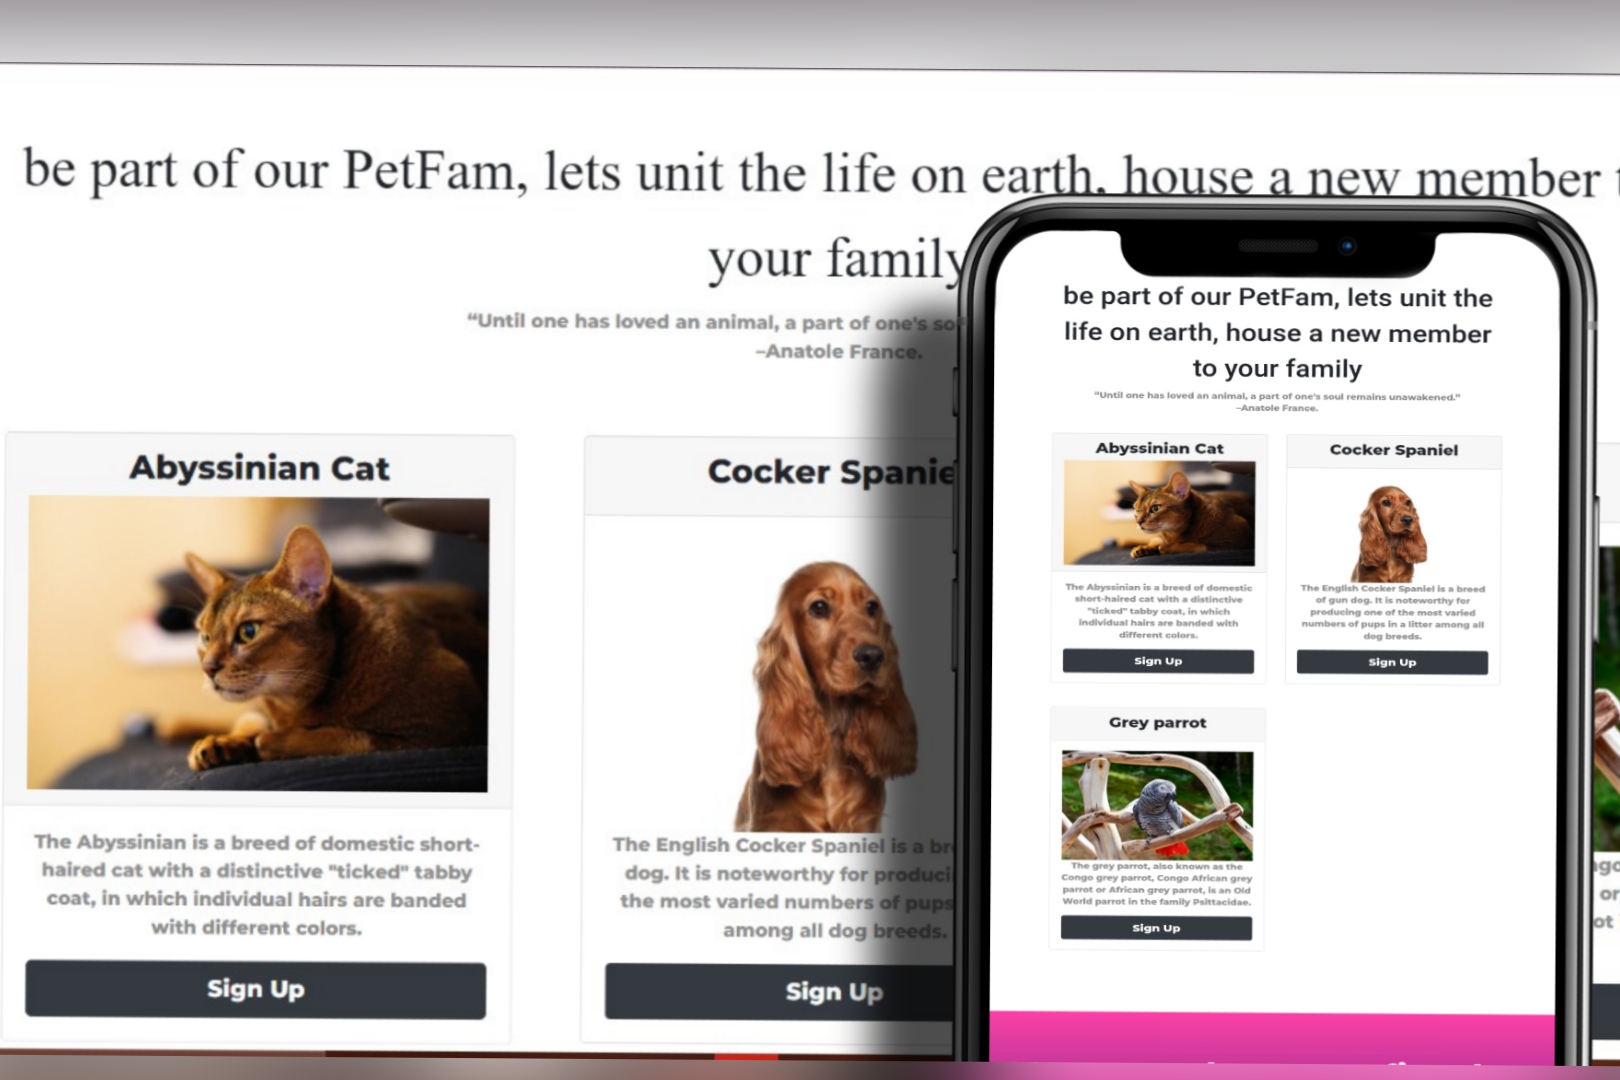 be part of our PetFam, lets unit the life on earth, house a new member
your family
“Until one has loved an animal, a part of one's
–Anatole France.
Abyssinian Cat
The Abyssinian is a breed of domestic short-
haired cat with a distinctive "ticked" tabby
coat, in which individual hairs are banded
with different colors.
Sign Up
Cocker
The English Cocker Spaniel is a
dog. It is noteworthy for
the most varied numbers of pups
among all dog breeds.
Sign Up
be part of our PetFam, lets unit the
life on earth, house a new member
to your family
“Until one has loved an animal, a part of one's soul remains unawakened.”
–Anatole France.
Abyssinian Cat
The Abyssinian is a breed of domestic
short-haired cat with a distinctive
"ticked" tabby coat, in which
individual hairs are banded with
different colors.
Sign Up
Cocker Spaniel
The English Cocker Spaniel is a breed
of gun dog. It is noteworthy for
producing one of the most varied
numbers of pups in a litter among all
dog breeds.
Sign Up
Grey parrot
The grey parrot, also known as the
Congo grey parrot, Congo African grey
parrot or African grey parrot, is an Old
World parrot in the family Psittacidae.
Sign Up
or